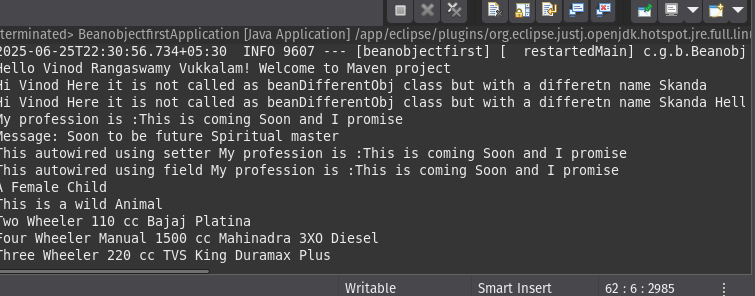 terminated> BeanobjectfirstApplication [Java Application] /app/eclipse/plugins/org.eclipse.justj.openjdk.hotspot.jre.full.linu
2025-06-25T22:30:56.734+05:30  INFO 9607 --- [beanobjectfirst] [  restartedMain] c.g.b.Beanobj
Hello Vinod Rangaswamy Vukkalam! Welcome to Maven project
Hi Vinod Here it is not called as beanDifferentObj class but with a differetn name Skanda
Hi Vinod Here it is not called as beanDifferentObj class but with a differetn name Skanda Hell
My profession is :This is coming Soon and I promise
Message: Soon to be future Spiritual master
This autowired using setter My profession is :This is coming Soon and I promise
This autowired using field My profession is :This is coming Soon and I promise
A Female Child
This is a wild Animal
Two Wheeler 110 cc Bajaj Platina
Four Wheeler Manual 1500 cc Mahinadra 3XO Diesel
Three Wheeler 220 cc TVS King Duramax Plus
Writable Smart Insert 62 : 6 : 2985